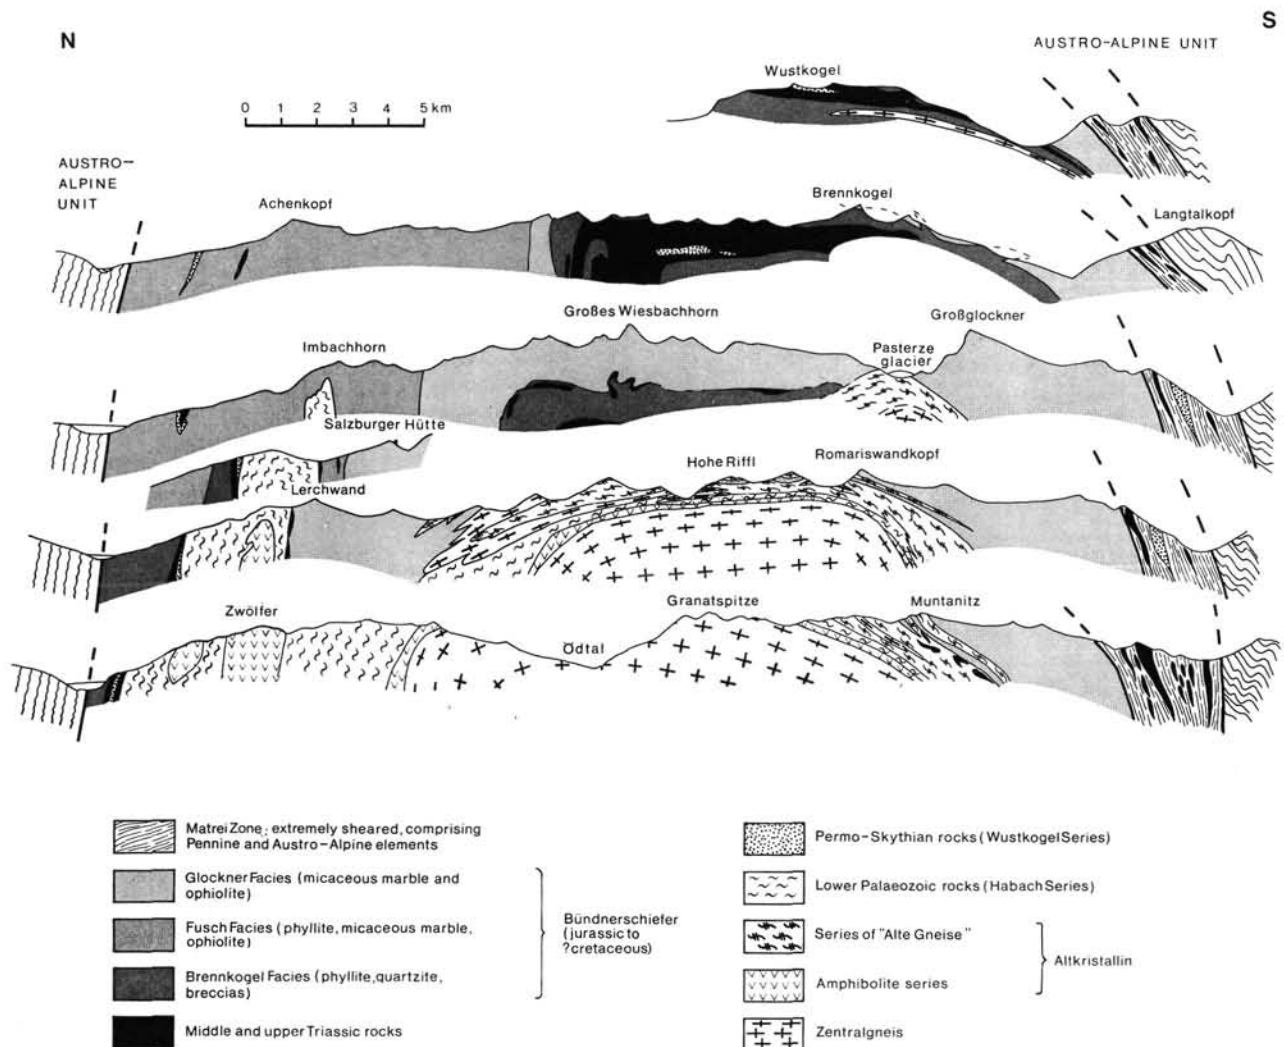 N
S
AUSTRO-ALPINE UNIT
Wustkogel
0 1 2 3 4 5 km
AUSTRO-
ALPINE
UNIT
Achenkopf
Brennkogel
Langtalkopf
Großes Wiesbachhorn
Großglockner
Imbachhorn
Pasterze
glacier
Salzburger Hütte
Hohe Riffl
Romariswandkopf
Lerchwand
Zwölfer
Granatspitze
Muntanitz
Ödtal
Matrei Zone: extremely sheared, comprising
Pennine and Austro-Alpine elements
Glockner Facies (micaceous marble and
ophiolite)
Fusch Facies (phyllite, micaceous marble,
ophiolite)
Brennkogel Facies (phyllite, quartzite,
breccias)
Middle and upper Triassic rocks
Bündnerschiefer
(jurassic to
?cretaceous)
Permo-Skythian rocks (Wustkogel Series)
Lower Palaeozoic rocks (Habach Series)
Series of "Alte Gneise"
Amphibolite series
Altkristallin
Zentralgneis